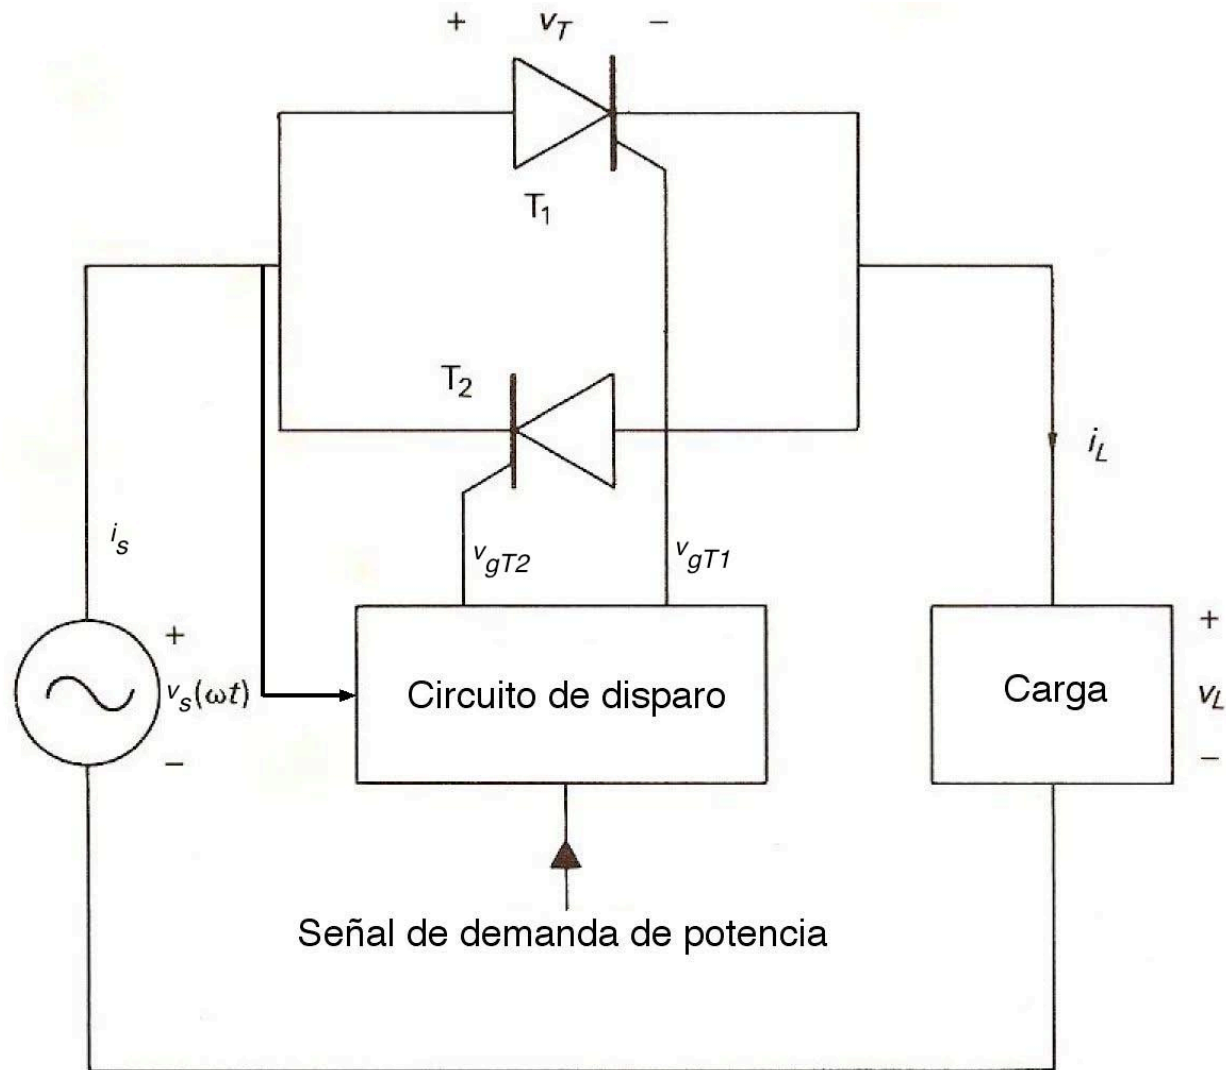 + v_T −
T₁
T₂
i_L
i_s
v_gT2
v_gT1
+
v_s(ωt)
−
Circuito de disparo
Carga
+
v_L
−
Señal de demanda de potencia